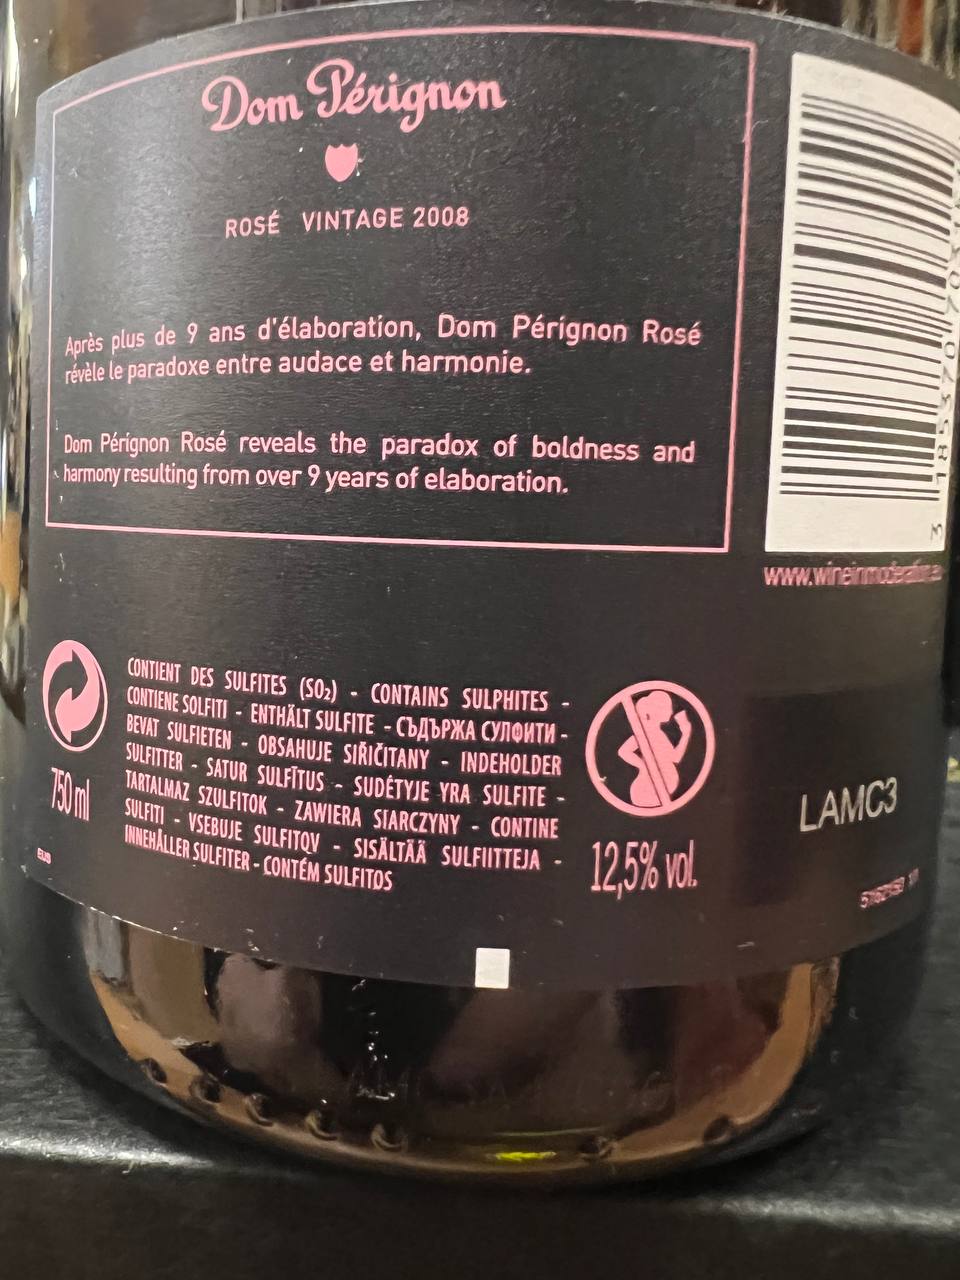 Dom Pérignon
ROSÉ VINTAGE 2008
Après plus de 9 ans d'élaboration, Dom Pérignon Rosé
révèle le paradoxe entre audace et harmonie.
Dom Pérignon Rosé reveals the paradox of boldness and
harmony resulting from over 9 years of elaboration.
www.wineinmoderation.e
CONTIENT DES SULFITES (SO₂) - CONTAINS SULPHITES -
CONTIENE SOLFITI - ENTHÄLT SULFITE - СЪДЪРЖА СУЛФИТИ -
BEVAT SULFIETEN - OBSAHUJE SIŘIČITANY - INDEHOLDER
SULFITTER - SATUR SULFĪTUS - SUDĖTYJE YRA SULFITE -
TARTALMAZ SZULFITOK - ZAWIERA SIARCZYNY - CONTINE
SULFITI - VSEBUJE SULFITOV - SISÄLTÄÄ SULFIITTEJA -
INNEHÅLLER SULFITER - CONTÉM SULFITOS
750 ml
12,5% vol.
LAMC3